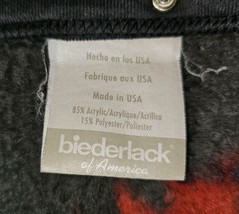 Hecho en los USA
Fabrique aux USA
Made in USA
85% Acrylic/Acrylique/Acrilico
15% Polyester/Poliester
biederlack®
of America